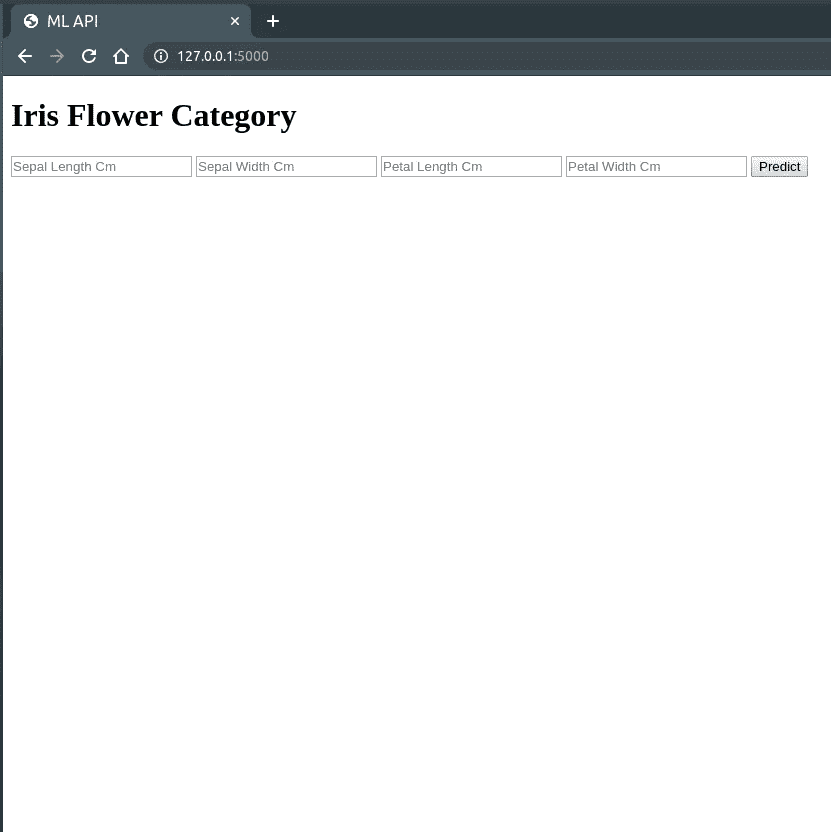 ML API
127.0.0.1:5000
Iris Flower Category
Sepal Length Cm Sepal Width Cm Petal Length Cm Petal Width Cm Predict